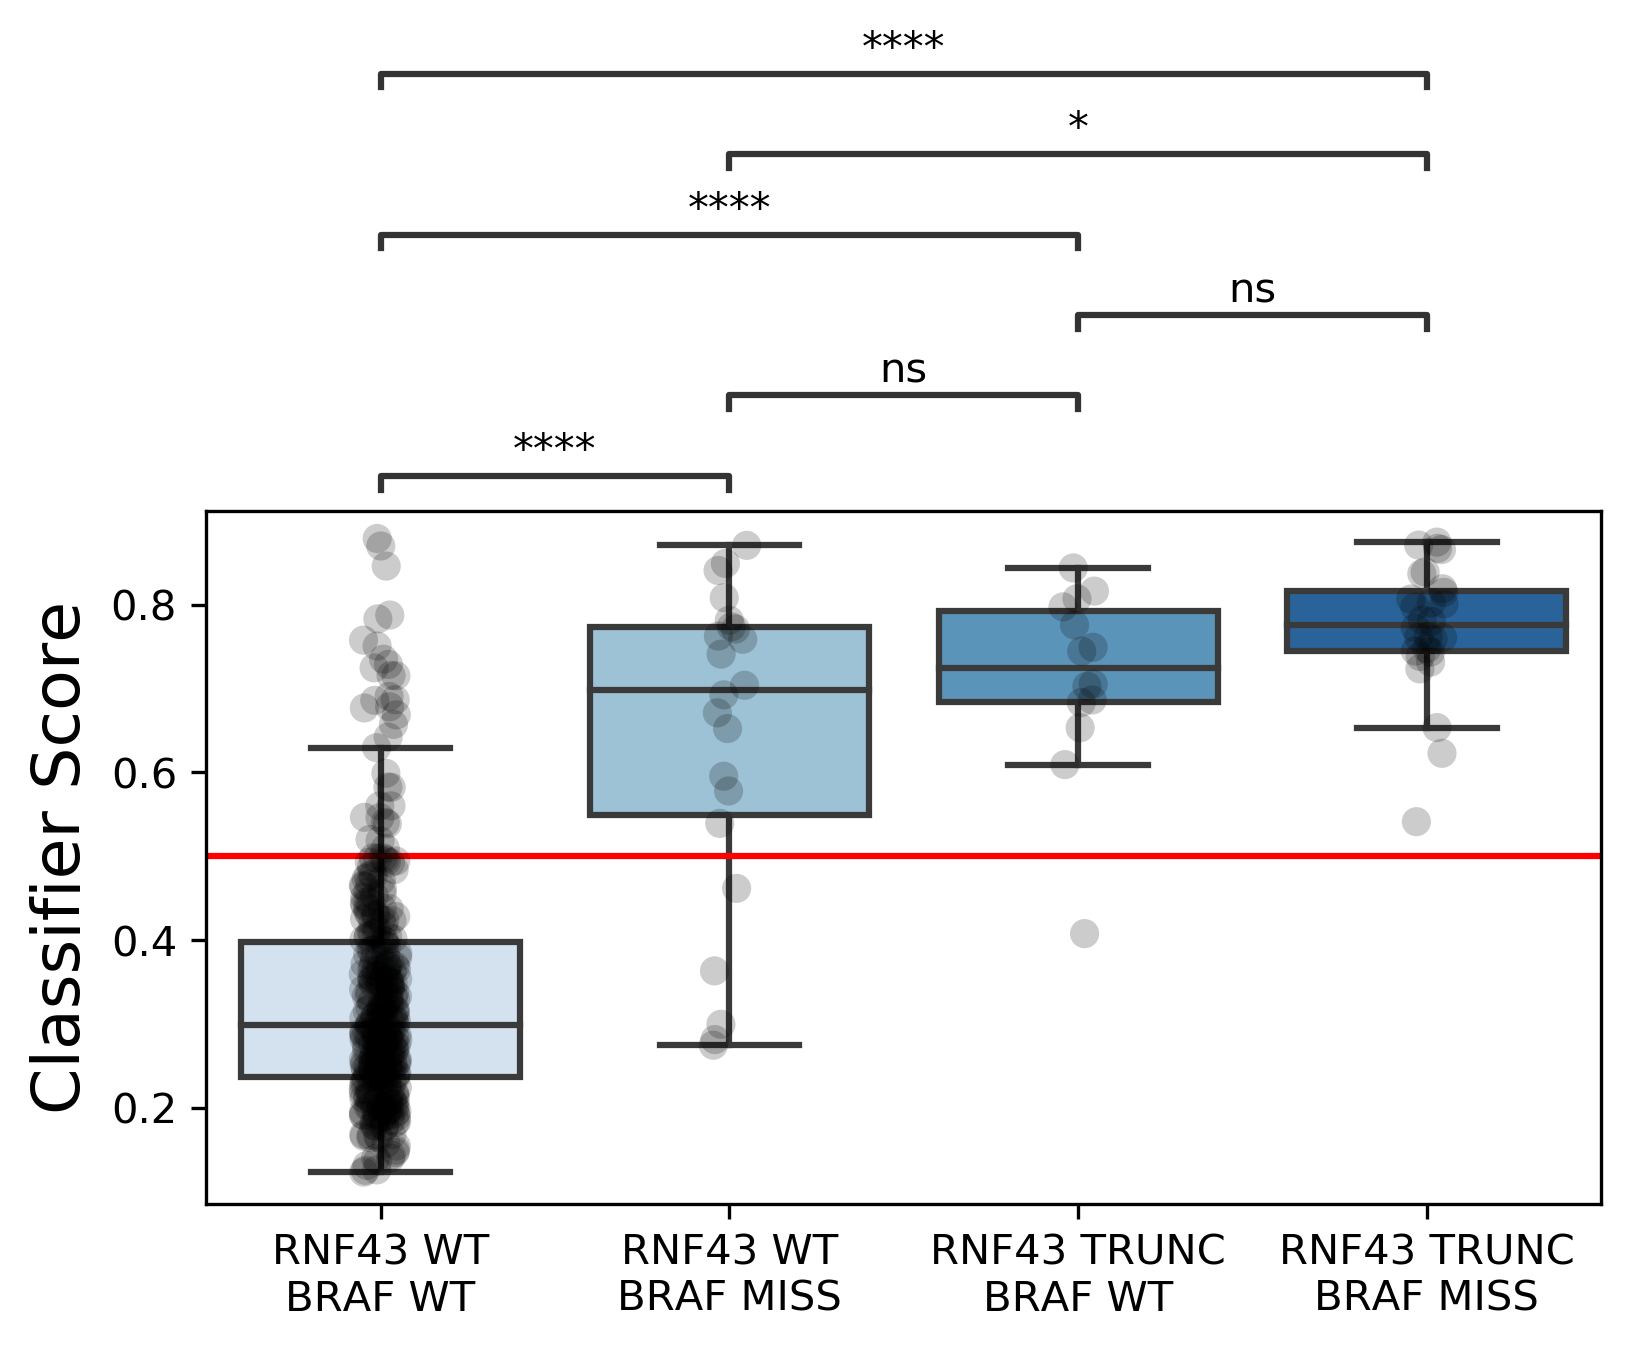 ****
*
****
ns
ns
****
Classifier Score
0.8
0.6
0.4
0.2
RNF43 WT
BRAF WT
RNF43 WT
BRAF MISS
RNF43 TRUNC
BRAF WT
RNF43 TRUNC
BRAF MISS